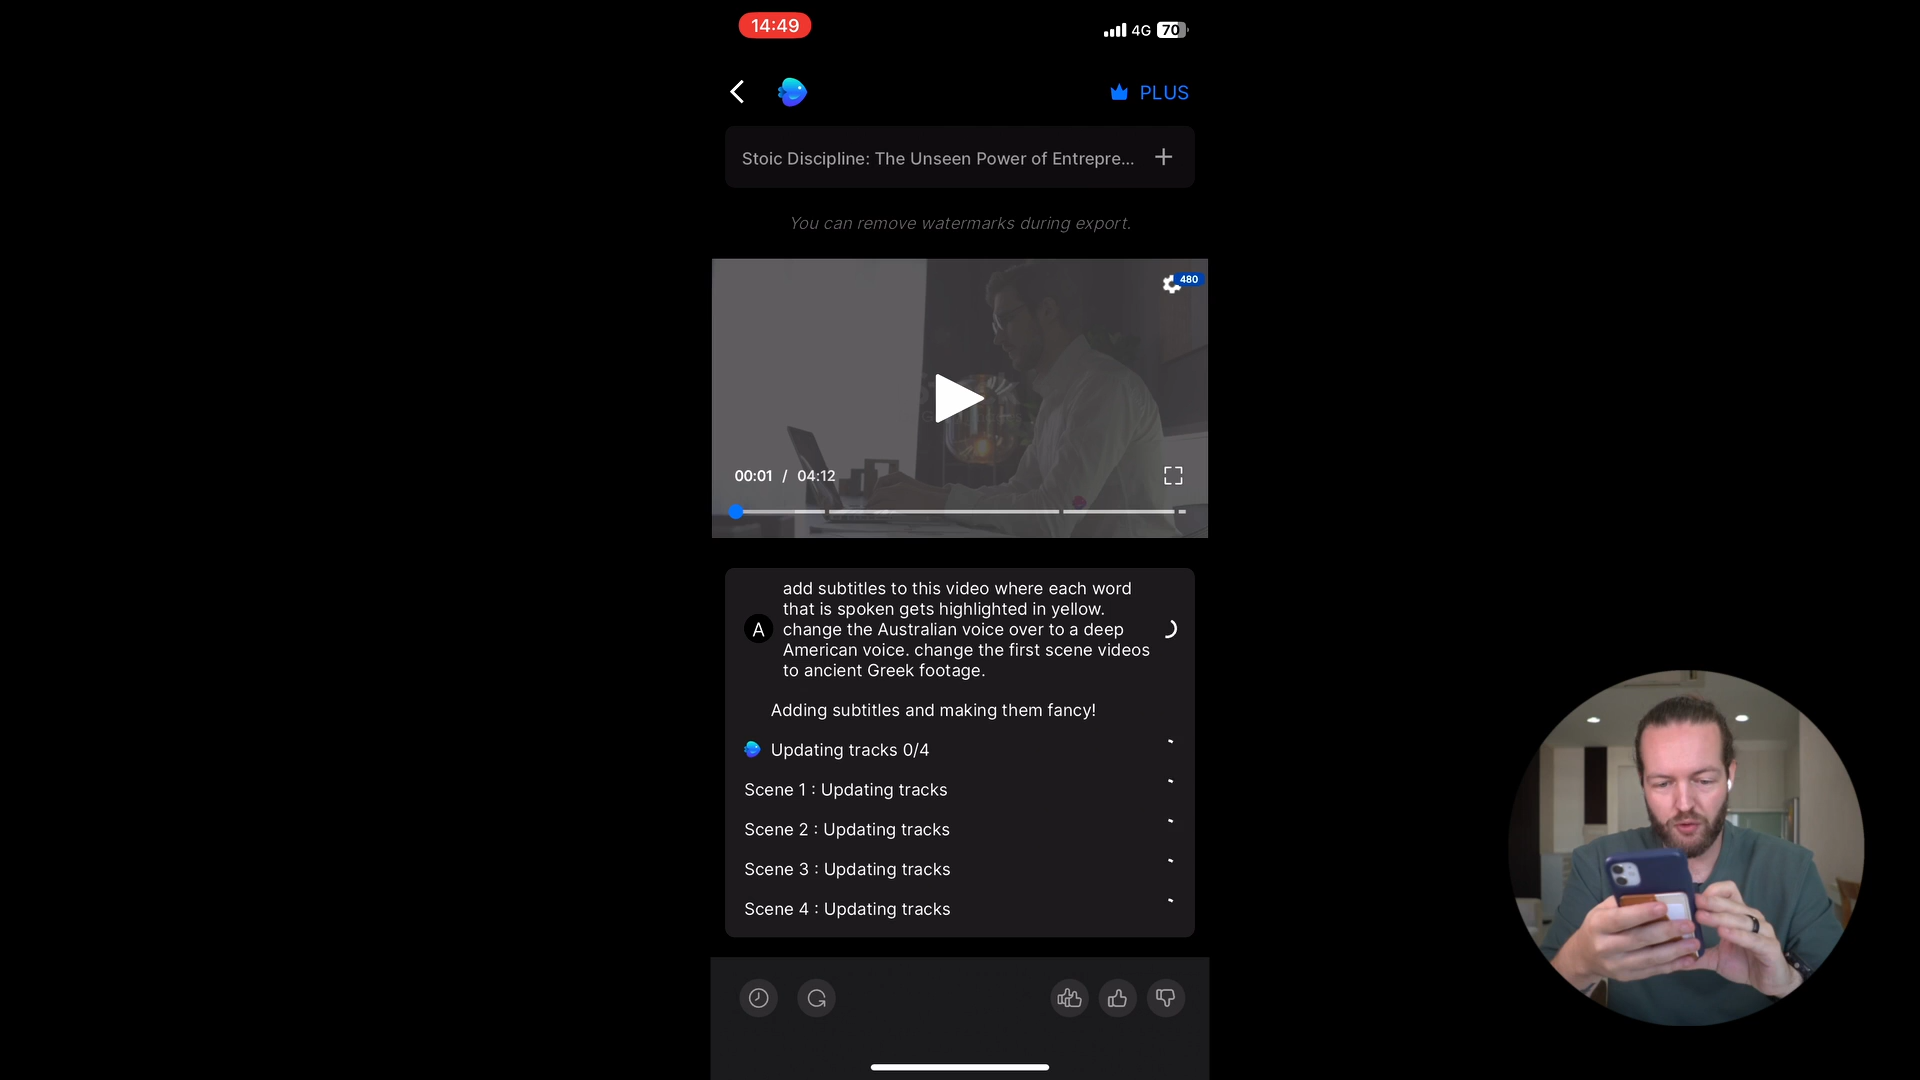 14:49
4G 70
PLUS
Stoic Discipline: The Unseen Power of Entrepre...
You can remove watermarks during export.
480
00:01 / 04:12
add subtitles to this video where each word
that is spoken gets highlighted in yellow.
A
change the Australian voice over to a deep
American voice. change the first scene videos
to ancient Greek footage.
Adding subtitles and making them fancy!
Updating tracks 0/4
Scene 1 : Updating tracks
Scene 2 : Updating tracks
Scene 3 : Updating tracks
Scene 4 : Updating tracks